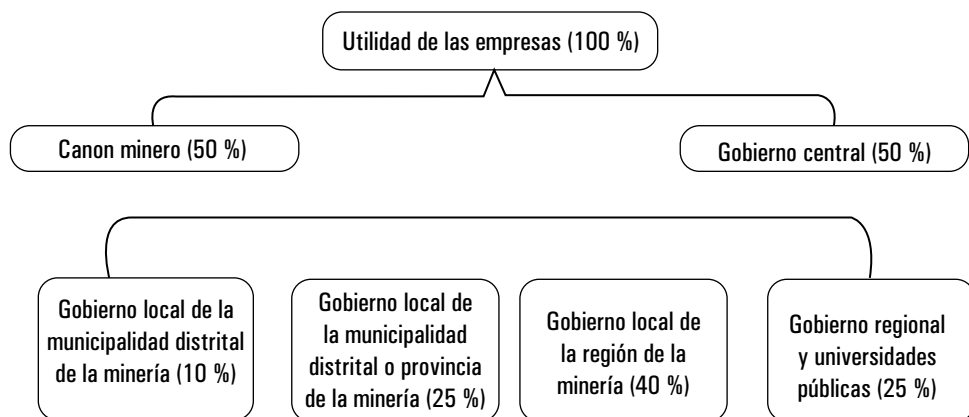 Utilidad de las empresas (100 %)
Canon minero (50 %)
Gobierno central (50 %)
Gobierno local de la
municipalidad distrital
de la minería (10 %)
Gobierno local de
la municipalidad
distrital o provincia
de la minería (25 %)
Gobierno local de
la región de la
minería (40 %)
Gobierno regional
y universidades
públicas (25 %)